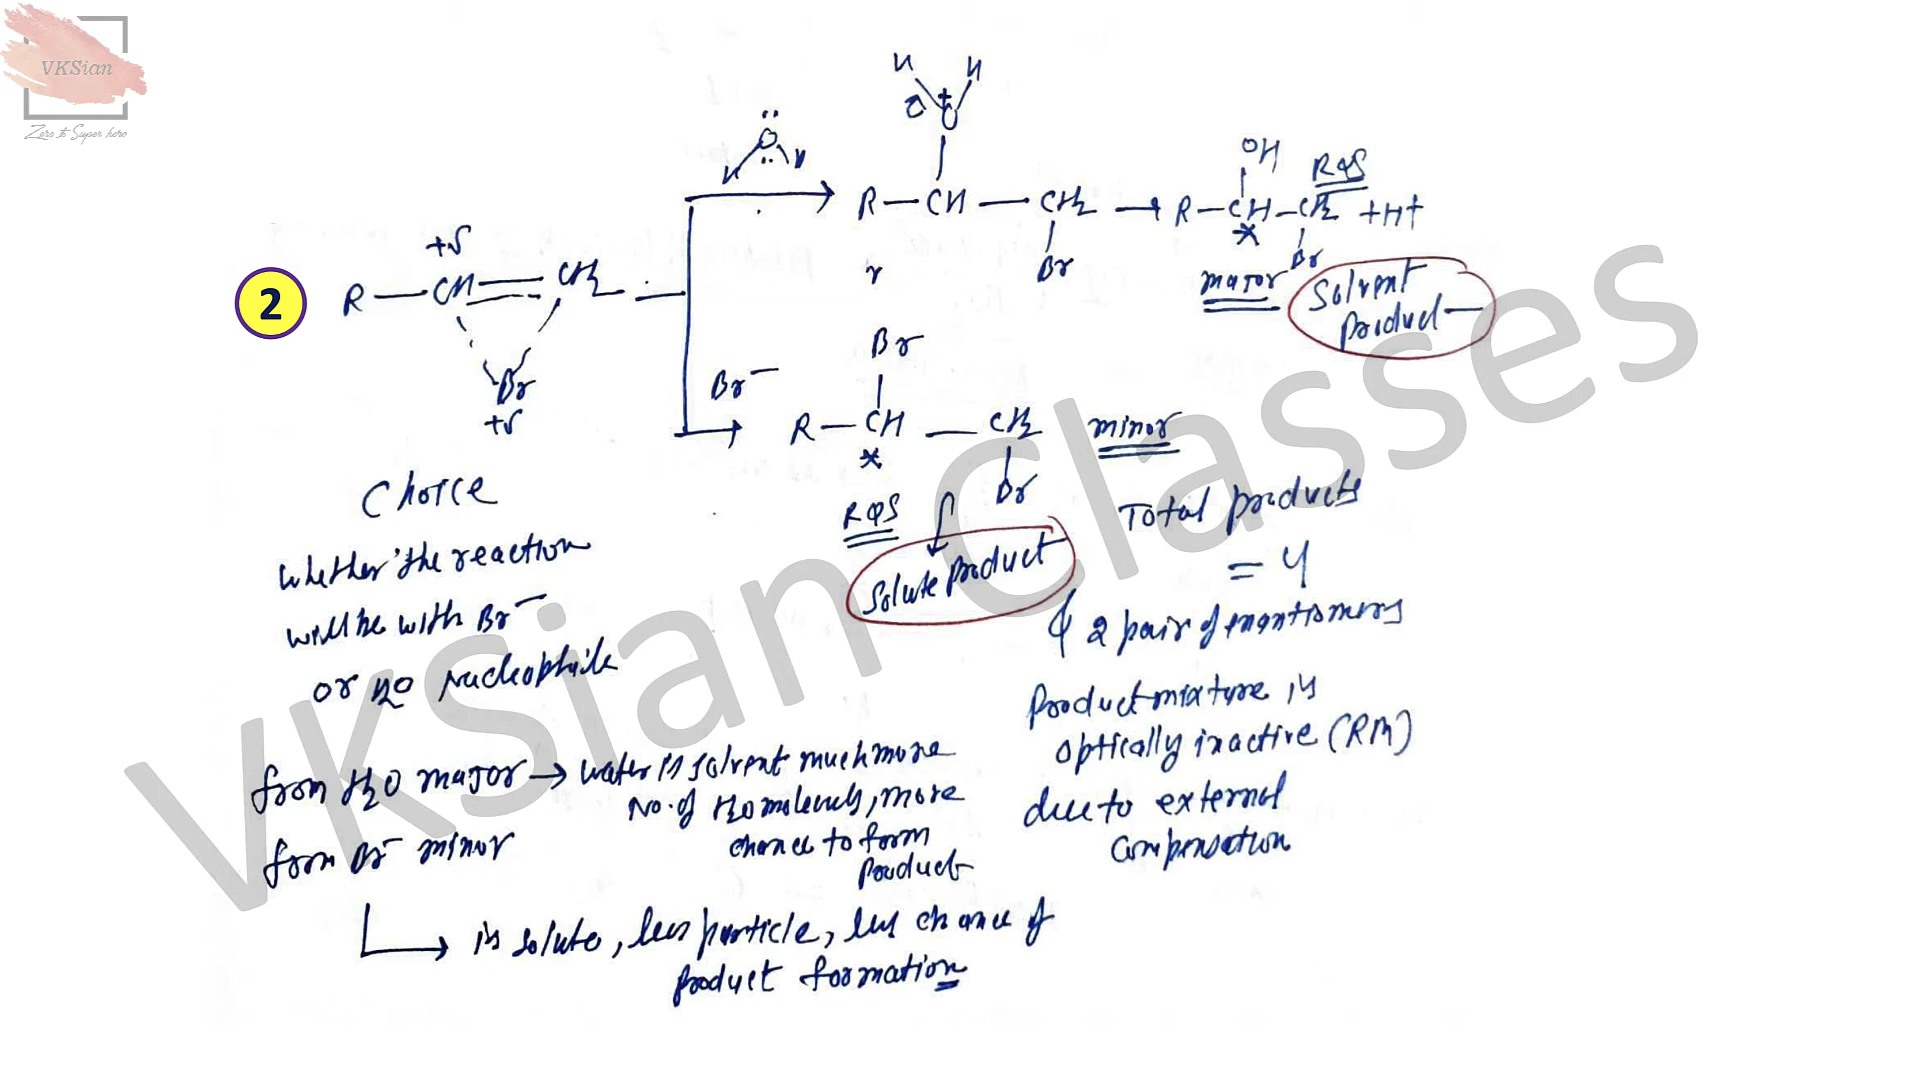 VKSian
Zero to Super hero
VKSian Classes
2
+δ
R—CH==CH2—
Br
+δ
H O H
H H
O+
R—CH—CH2
Br
OH
R&S
R—CH—CH2 +H+
*
Br
major
Solvent
Product
Br-
Br
R—CH—CH2
*
Br
minor
R&S
Solute Product
Choice
whether the reaction
will be with Br-
or H2O Nucleophile
Total products
= 4
& 2 pair of enantiomers
Product mixture is
optically inactive (RM)
due to external
compensation
from H2O major → water is solvent much more
No. of H2O molecules, more
chance to form
product
from Br- minor
is solute, less particle, less chance of
product formation